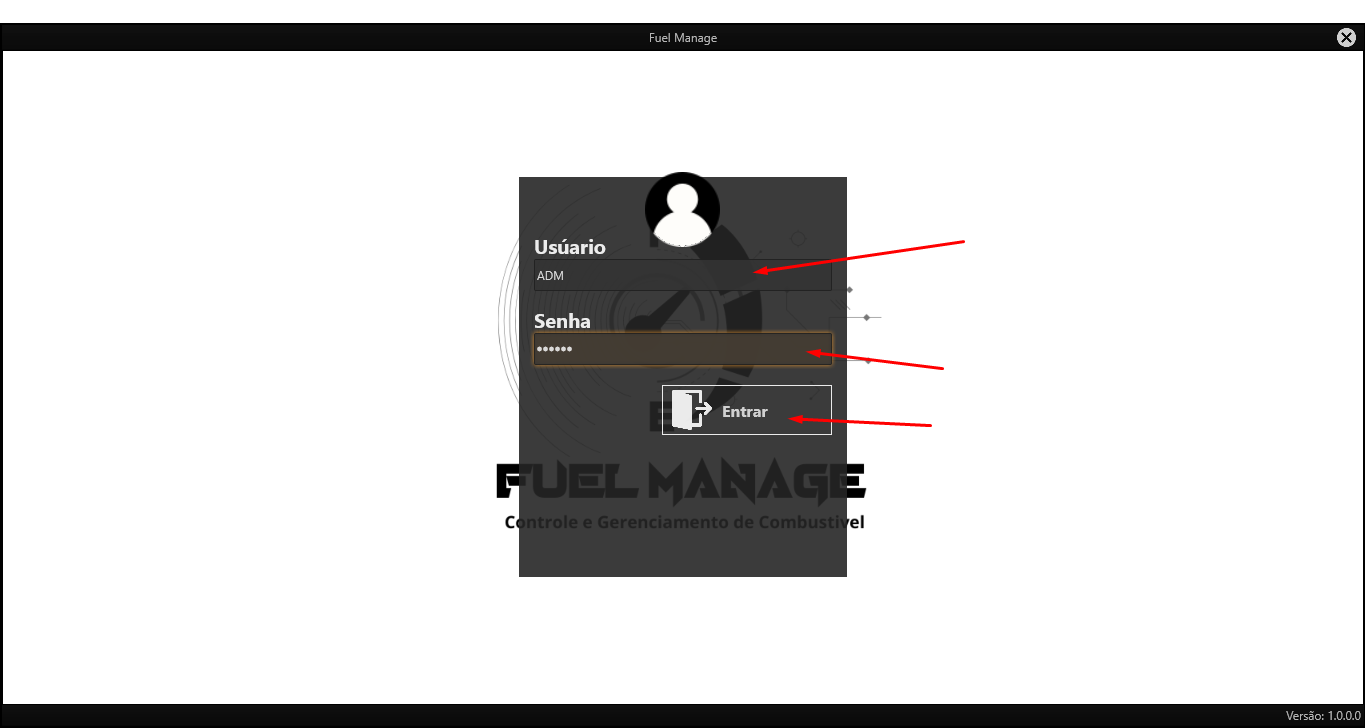 Fuel Manage
Usúario
ADM
Senha
••••••
Entrar
E
FUEL MANAGE
Controle e Gerenciamento de Combustivel
Versão: 1.0.0.0